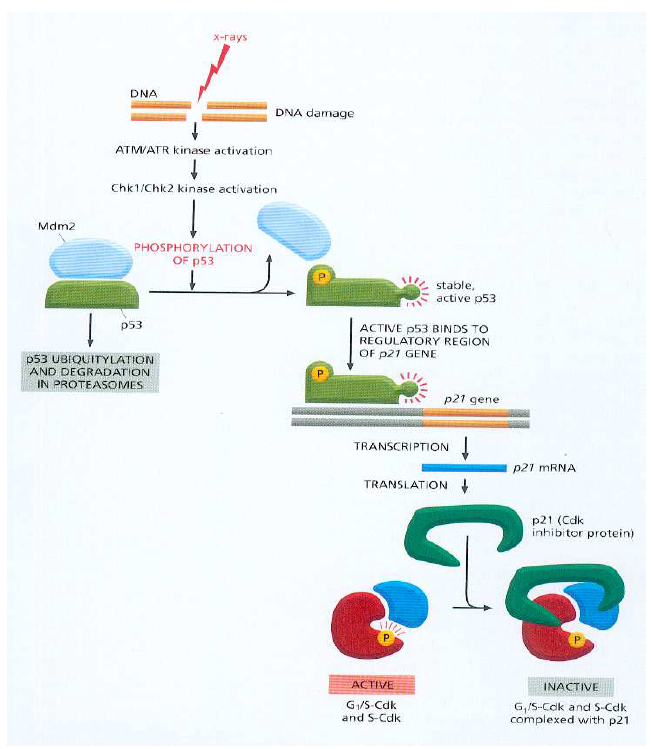 x-rays
DNA
DNA damage
ATM/ATR kinase activation
Chk1/Chk2 kinase activation
Mdm2
PHOSPHORYLATION
OF p53
P
stable,
active p53
p53
ACTIVE p53 BINDS TO
REGULATORY REGION
OF p21 GENE
p53 UBIQUITYLATION
AND DEGRADATION
IN PROTEASOMES
P
p21 gene
TRANSCRIPTION
p21 mRNA
TRANSLATION
p21 (Cdk
inhibitor protein)
P
P
ACTIVE
INACTIVE
G₁/S-Cdk
and S-Cdk
G₁/S-Cdk and S-Cdk
complexed with p21